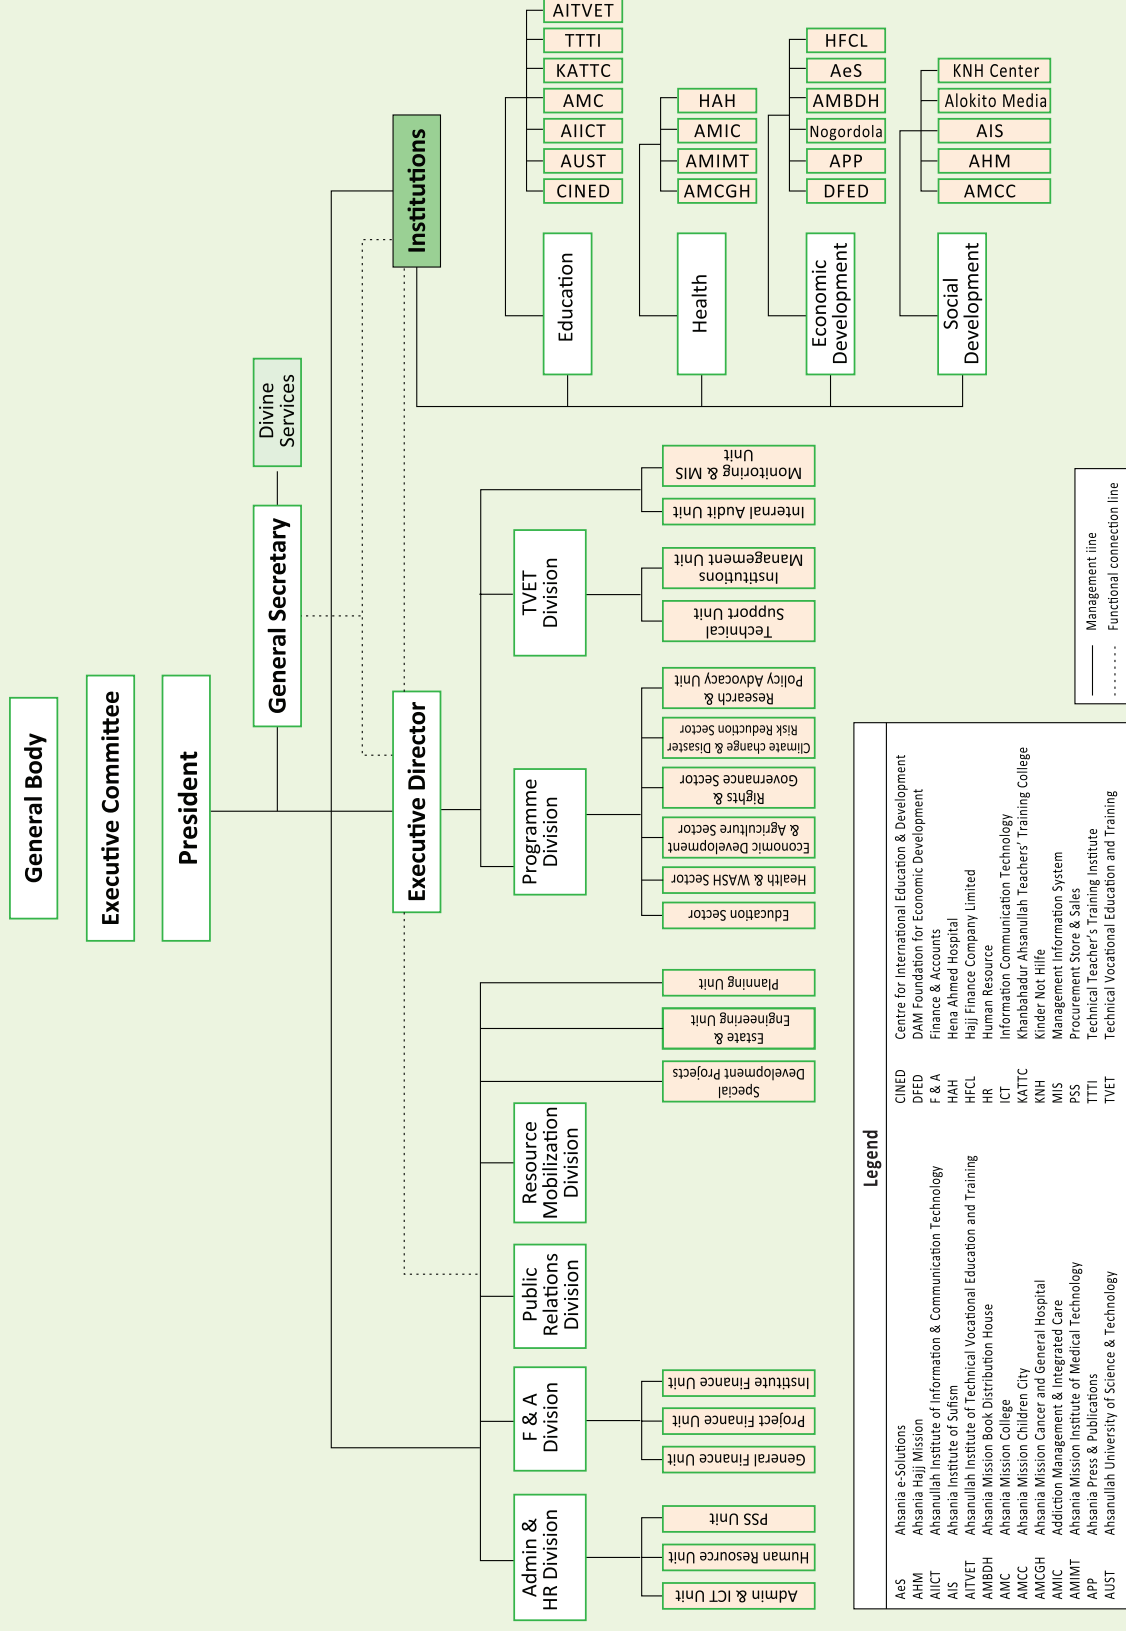 General Body
Executive Committee
President
General Secretary
Divine
Services
Executive Director
Institutions
Admin &
HR Division
F & A
Division
Public
Relations
Division
Resource
Mobilization
Division
Programme
Division
TVET
Division
Admin & ICT Unit
Human Resource Unit
PSS Unit
General Finance Unit
Project Finance Unit
Institute Finance Unit
Special
Development Projects
Estate &
Engineering Unit
Planning Unit
Education Sector
Health & WASH Sector
Economic Development
& Agriculture Sector
Rights &
Governance Sector
Climate change & Disaster
Risk Reduction Sector
Research &
Policy Advocacy Unit
Technical
Support Unit
Institutions
Management Unit
Internal Audit Unit
Monitoring & MIS
Unit
Education
CINED
AUST
AIICT
AMC
KATTC
TTTI
AITVET
Health
AMCGH
AMIMT
AMIC
HAH
Economic
Development
DFED
APP
Nogordola
AMBDH
AeS
HFCL
Social
Development
AMCC
AHM
AIS
Alokito Media
KNH Center
Legend
AeS Ahsania e-Solutions
AHM Ahsania Hajj Mission
AIICT Ahsanullah Institute of Information & Communication Technology
AIS Ahsania Institute of Sufism
AITVET Ahsanullah Institute of Technical Vocational Education and Training
AMBDH Ahsania Mission Book Distribution House
AMC Ahsania Mission College
AMCC Ahsania Mission Children City
AMCGH Ahsania Mission Cancer and General Hospital
AMIC Addiction Management & Integrated Care
AMIMT Ahsania Mission Institute of Medical Technology
APP Ahsania Press & Publications
AUST Ahsanullah University of Science & Technology
CINED Centre for International Education & Development
DFED DAM Foundation for Economic Development
F & A Finance & Accounts
HAH Hena Ahmed Hospital
HFCL Hajj Finance Company Limited
HR Human Resource
ICT Information Communication Technology
KATTC Khanbahadur Ahsanullah Teachers' Training College
KNH Kinder Not Hilfe
MIS Management Information System
PSS Procurement Store & Sales
TTTI Technical Teacher's Training Institute
TVET Technical Vocational Education and Training
Management line
Functional connection line